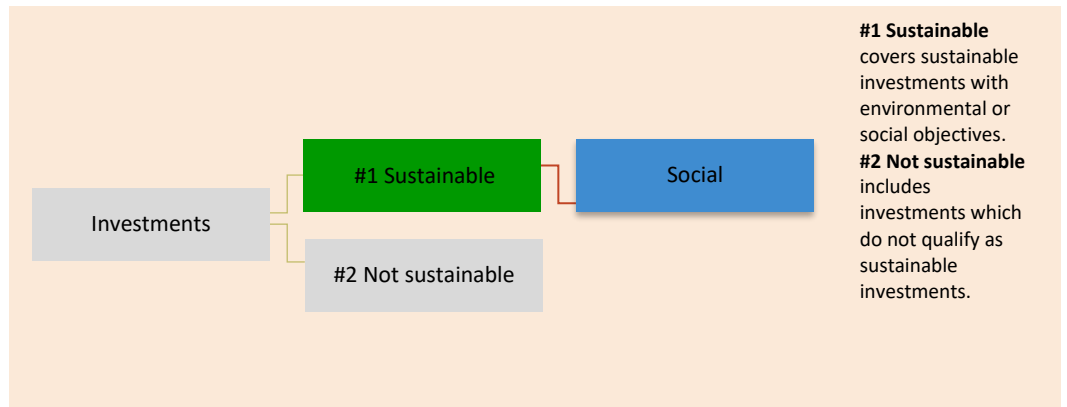 Investments
#1 Sustainable
#2 Not sustainable
Social
#1 Sustainable
covers sustainable
investments with
environmental or
social objectives.
#2 Not sustainable
includes
investments which
do not qualify as
sustainable
investments.